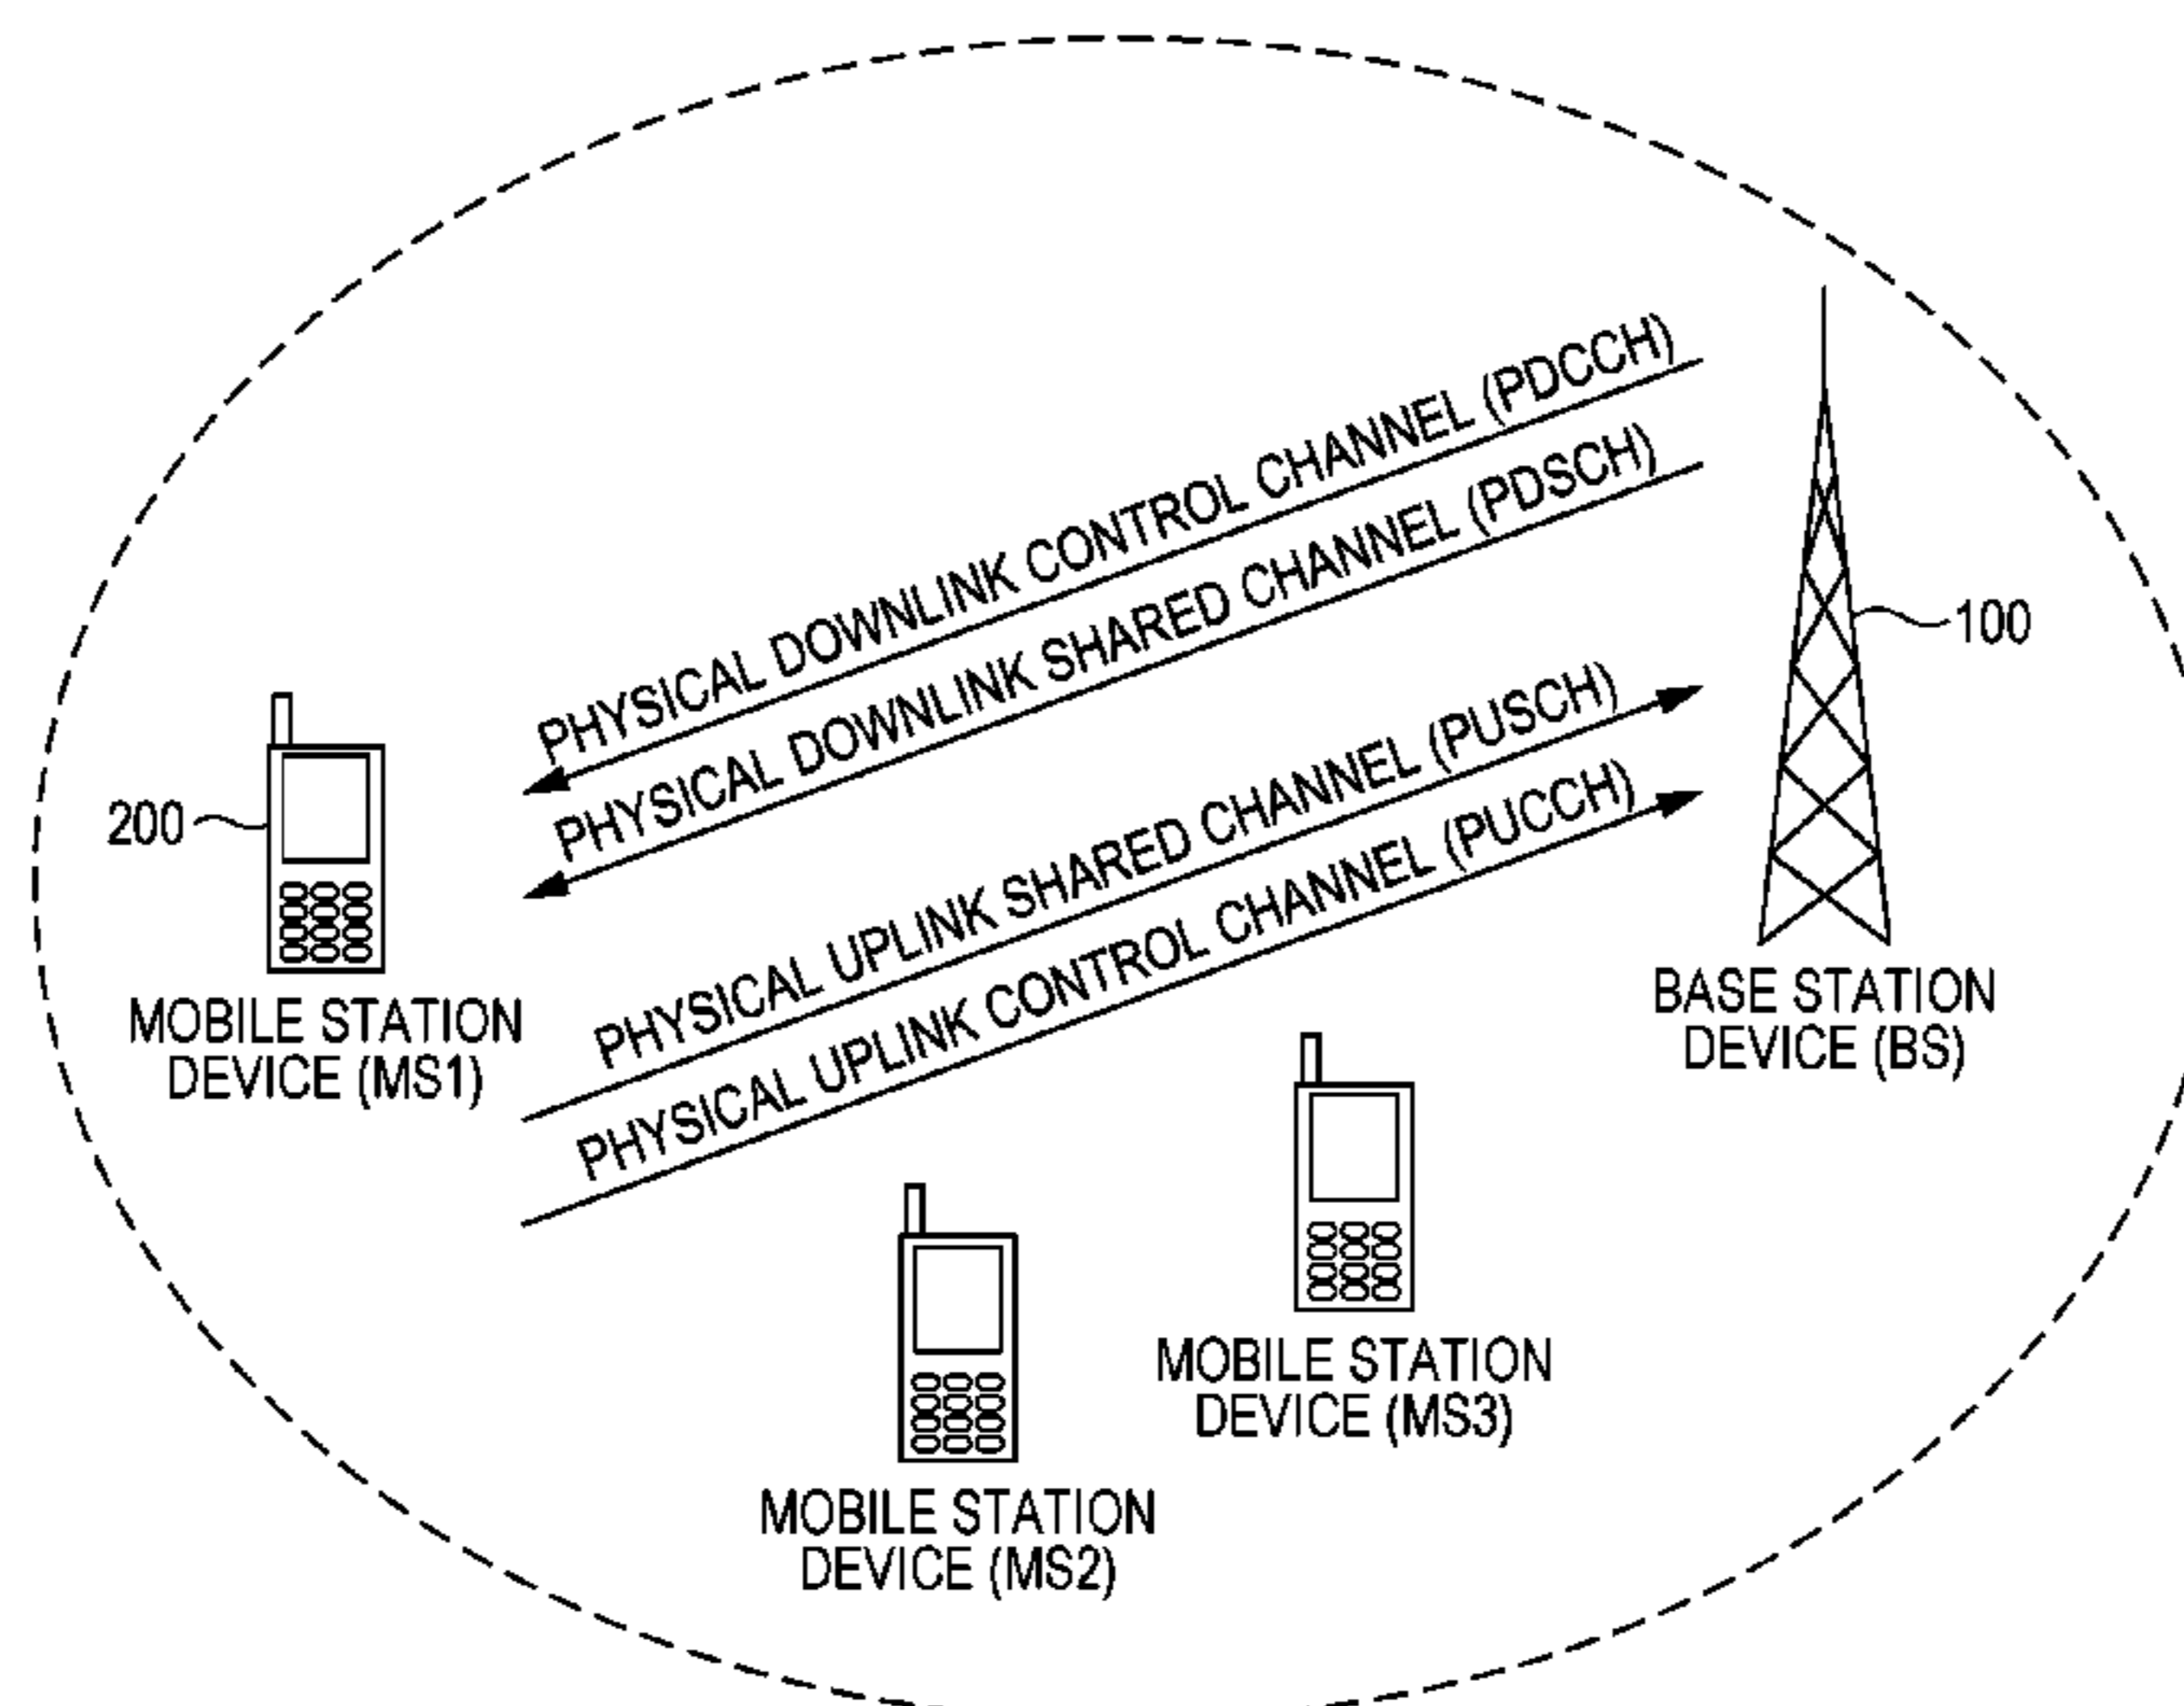 PHYSICAL DOWNLINK CONTROL CHANNEL (PDCCH)
PHYSICAL DOWNLINK SHARED CHANNEL (PDSCH)
100
PHYSICAL UPLINK SHARED CHANNEL (PUSCH)
PHYSICAL UPLINK CONTROL CHANNEL (PUCCH)
200
MOBILE STATION
DEVICE (MS1)
BASE STATION
DEVICE (BS)
MOBILE STATION
DEVICE (MS3)
MOBILE STATION
DEVICE (MS2)